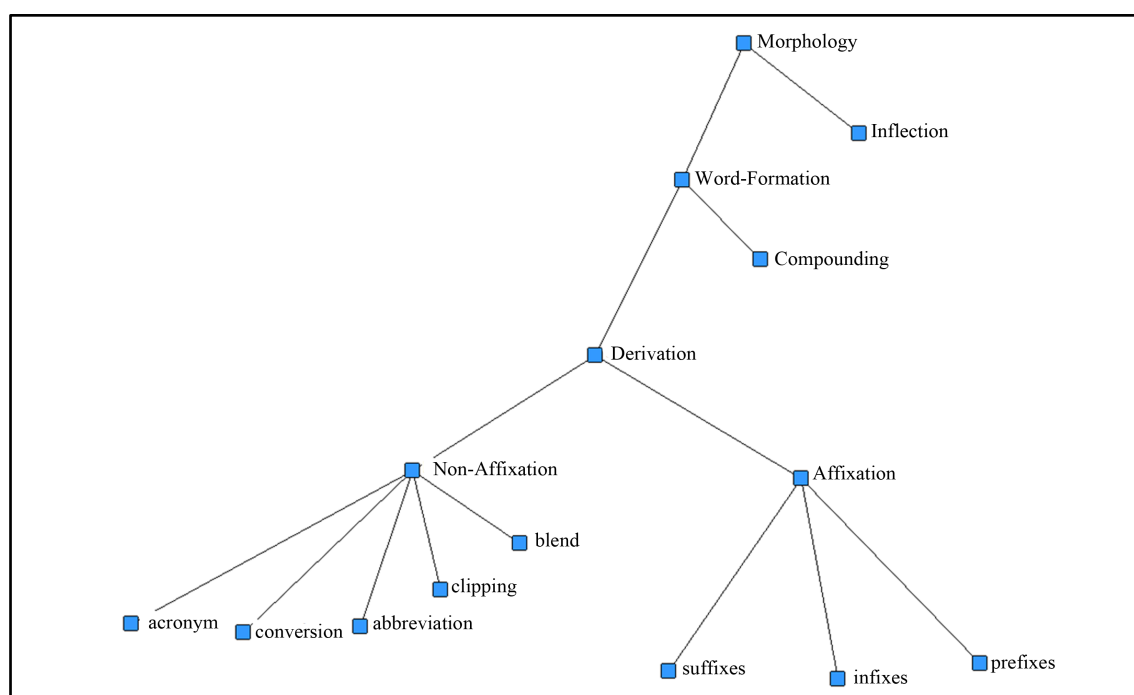 Morphology
Inflection
Word-Formation
Compounding
Derivation
Non-Affixation
Affixation
blend
clipping
acronym
conversion
abbreviation
suffixes
infixes
prefixes